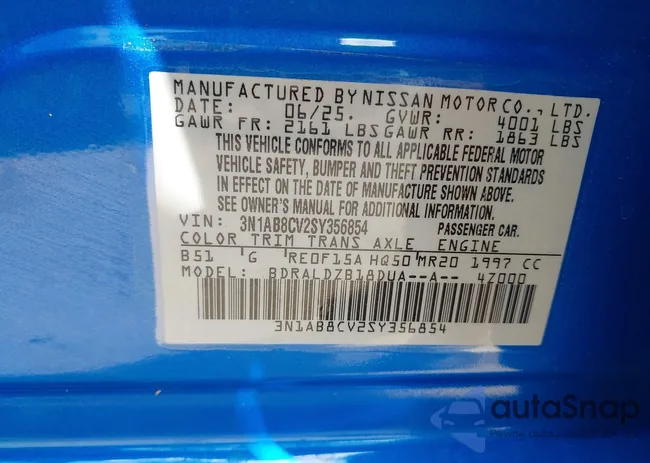 MANUFACTURED BY NISSAN MOTOR CO., LTD.
DATE: 06/25. GVWR: 4001 LBS
GAWR FR: 2161 LBS GAWR RR: 1863 LBS
THIS VEHICLE CONFORMS TO ALL APPLICABLE FEDERAL MOTOR
VEHICLE SAFETY, BUMPER AND THEFT PREVENTION STANDARDS
IN EFFECT ON THE DATE OF MANUFACTURE SHOWN ABOVE.
SEE OWNER'S MANUAL FOR ADDITIONAL INFORMATION
VIN: 3N1AB8CV2SY356854 PASSENGER CAR.
COLOR TRIM TRANS AXLE ENGINE
B51 G RE0F15A HQ50 MR20 1997 CC
MODEL: BDRALDZB18DUA--A-- 47000
3N1AB8CV2SY356854
autoSnap